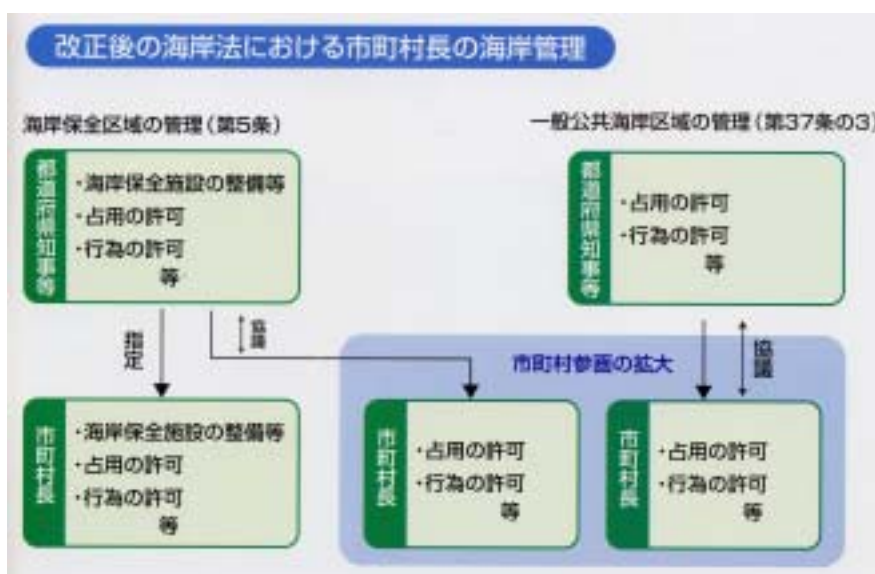 改正後の海岸法における市町村長の海岸管理
海岸保全区域の管理(第5条)
都道府県知事等
・海岸保全施設の整備等
・占用の許可
・行為の許可
等
一般公共海岸区域の管理(第37条の3)
都道府県知事等
・占用の許可
・行為の許可
等
指定
協議
市町村参画の拡大
協議
市町村長
・海岸保全施設の整備等
・占用の許可
・行為の許可
等
市町村長
・占用の許可
・行為の許可
等
市町村長
・占用の許可
・行為の許可
等